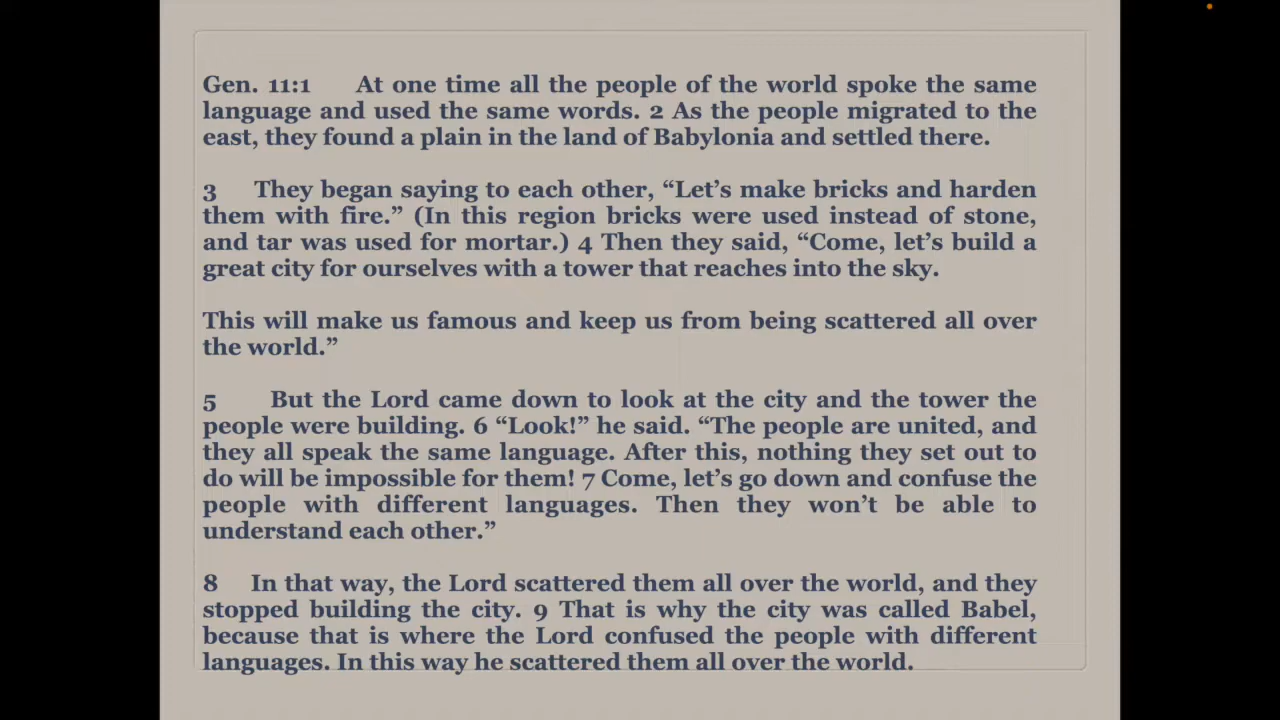 Gen. 11:1 At one time all the people of the world spoke the same
language and used the same words. 2 As the people migrated to the
east, they found a plain in the land of Babylonia and settled there.
3 They began saying to each other, “Let’s make bricks and harden
them with fire.” (In this region bricks were used instead of stone,
and tar was used for mortar.) 4 Then they said, “Come, let’s build a
great city for ourselves with a tower that reaches into the sky.
This will make us famous and keep us from being scattered all over
the world.”
5 But the Lord came down to look at the city and the tower the
people were building. 6 “Look!” he said. “The people are united, and
they all speak the same language. After this, nothing they set out to
do will be impossible for them! 7 Come, let’s go down and confuse the
people with different languages. Then they won’t be able to
understand each other.”
8 In that way, the Lord scattered them all over the world, and they
stopped building the city. 9 That is why the city was called Babel,
because that is where the Lord confused the people with different
languages. In this way he scattered them all over the world.